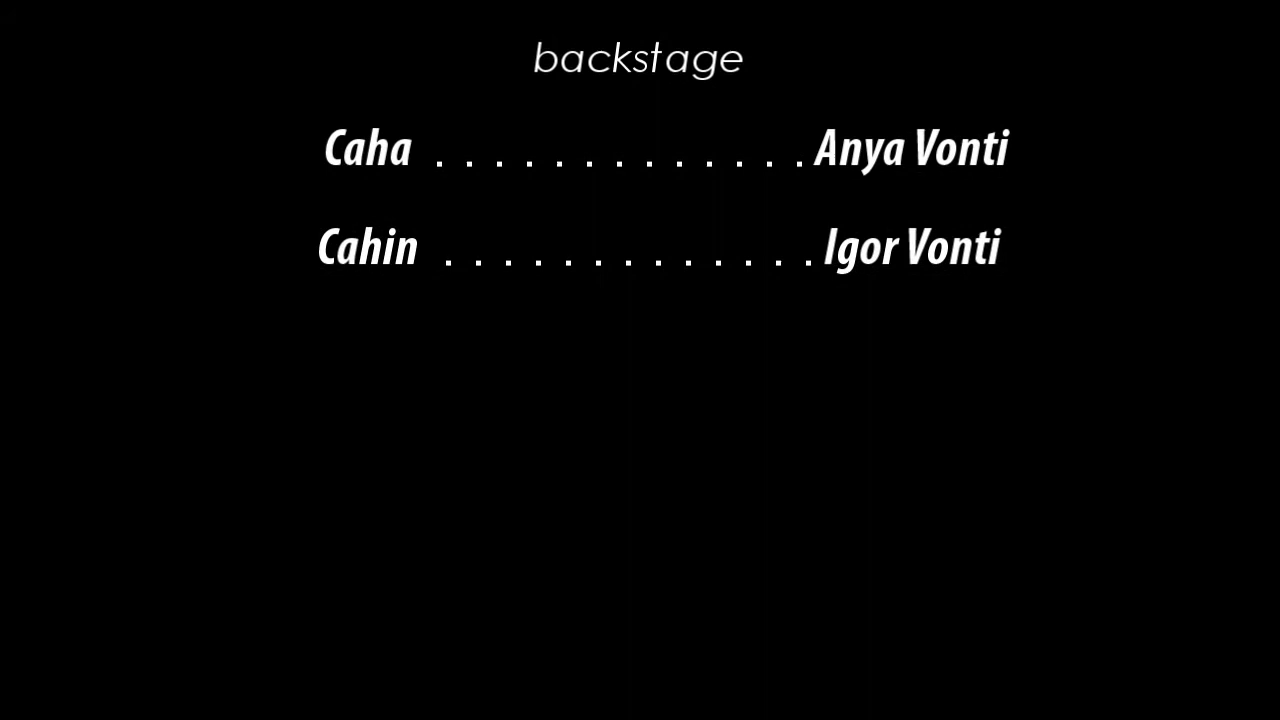 backstage
Caha . . . . . . . . . . . . . Anya Vonti
Cahin . . . . . . . . . . . . . Igor Vonti